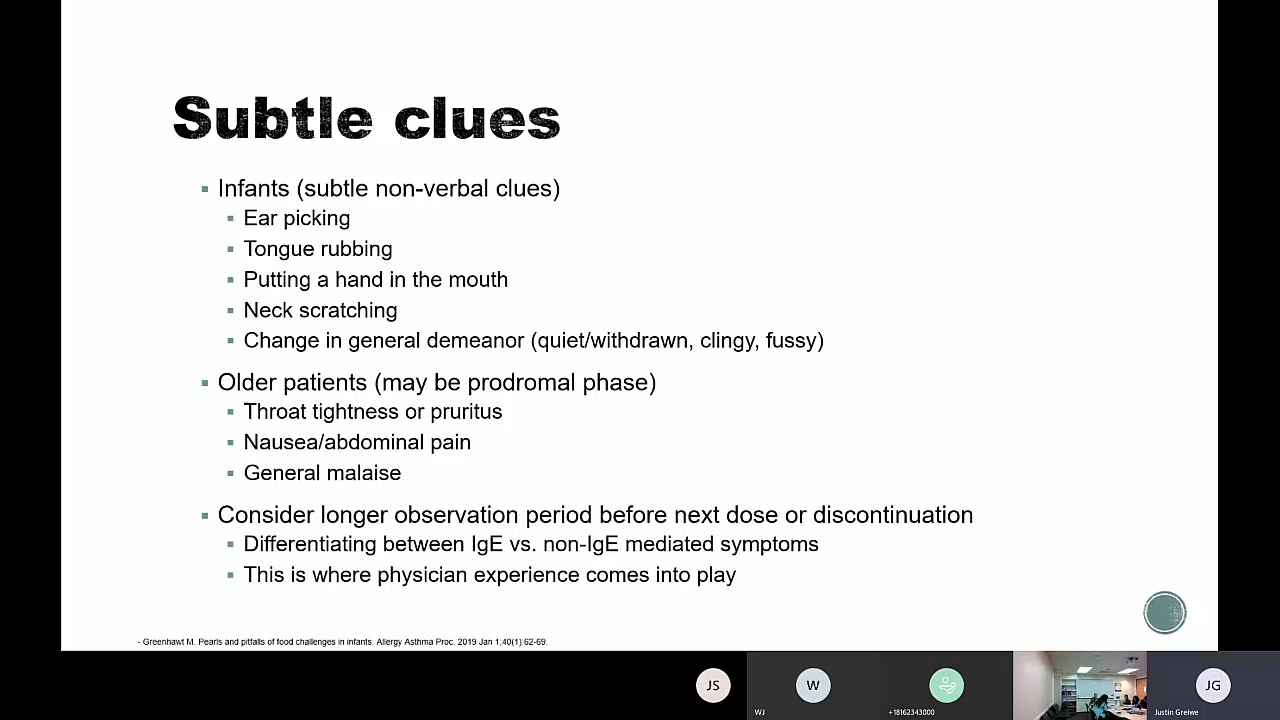 Subtle clues
Infants (subtle non-verbal clues)
Ear picking
Tongue rubbing
Putting a hand in the mouth
Neck scratching
Change in general demeanor (quiet/withdrawn, clingy, fussy)
Older patients (may be prodromal phase)
Throat tightness or pruritus
Nausea/abdominal pain
General malaise
Consider longer observation period before next dose or discontinuation
Differentiating between IgE vs. non-IgE mediated symptoms
This is where physician experience comes into play
- Greenhawt M. Pearls and pitfalls of food challenges in infants. Allergy Asthma Proc. 2019 Jan 1;40(1):62-69.
JS
W
JG
WJ
+18162343000
Justin Greiwe